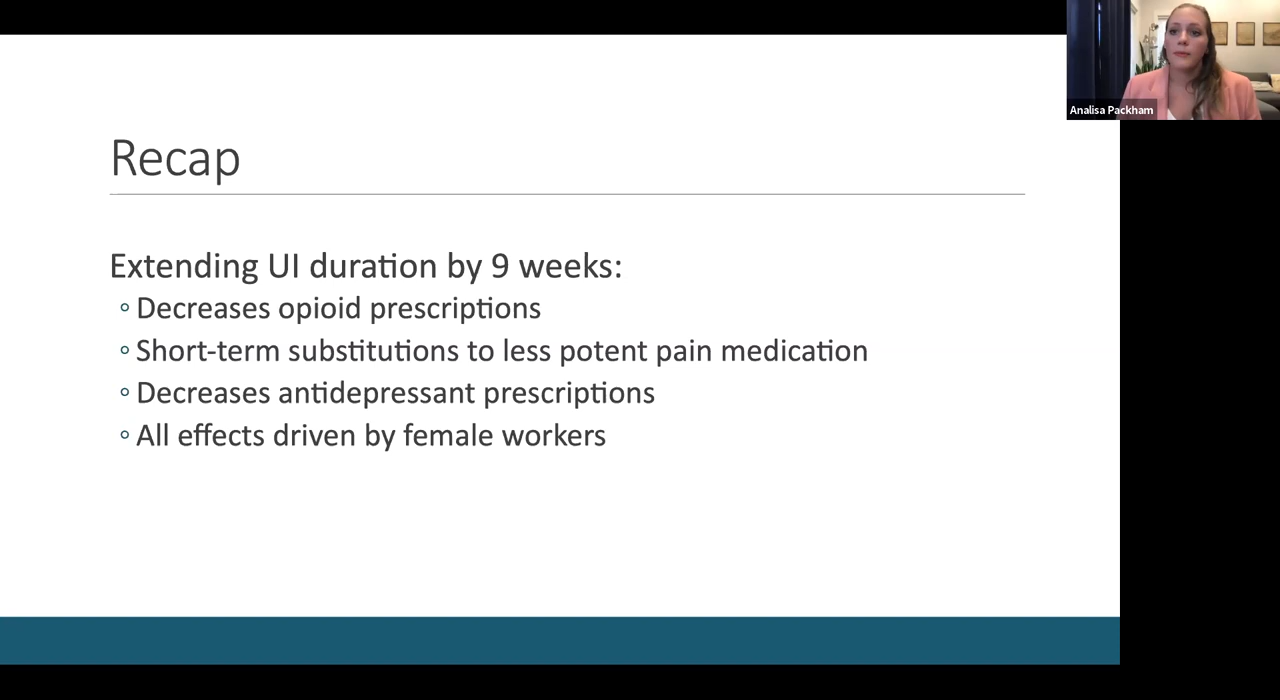 Analisa Packham
Recap
Extending UI duration by 9 weeks:
◦ Decreases opioid prescriptions
◦ Short-term substitutions to less potent pain medication
◦ Decreases antidepressant prescriptions
◦ All effects driven by female workers